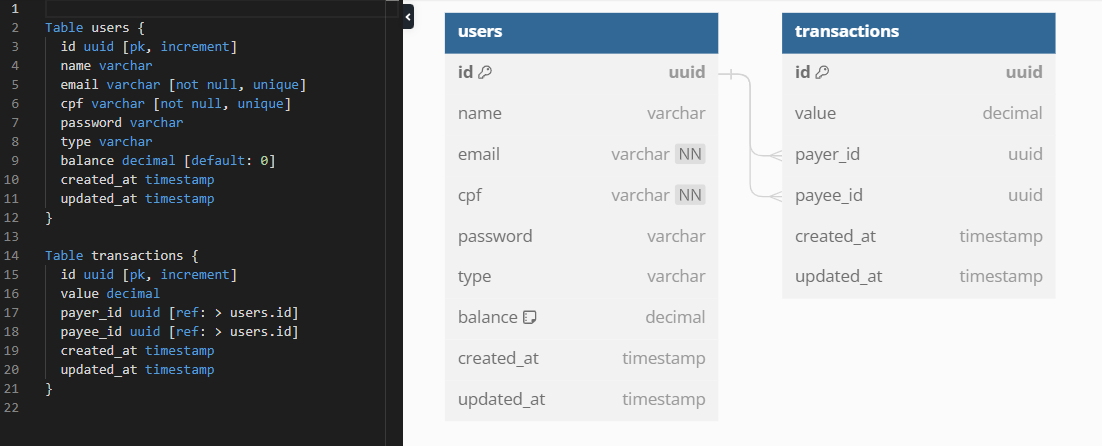 1
2 Table users {
3 id uuid [pk, increment]
4 name varchar
5 email varchar [not null, unique]
6 cpf varchar [not null, unique]
7 password varchar
8 type varchar
9 balance decimal [default: 0]
10 created_at timestamp
11 updated_at timestamp
12 }
13
14 Table transactions {
15 id uuid [pk, increment]
16 value decimal
17 payer_id uuid [ref: > users.id]
18 payee_id uuid [ref: > users.id]
19 created_at timestamp
20 updated_at timestamp
21 }
22
users
id uuid
name varchar
email varchar NN
cpf varchar NN
password varchar
type varchar
balance decimal
created_at timestamp
updated_at timestamp
transactions
id uuid
value decimal
payer_id uuid
payee_id uuid
created_at timestamp
updated_at timestamp